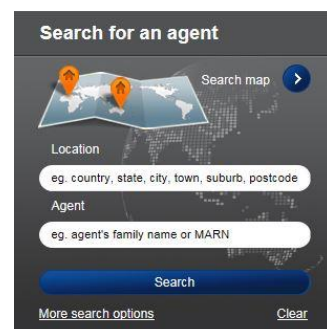 Search for an agent
Search map
Location
eg. country, state, city, town, suburb, postcode
Agent
eg. agent's family name or MARN
Search
More search options Clear